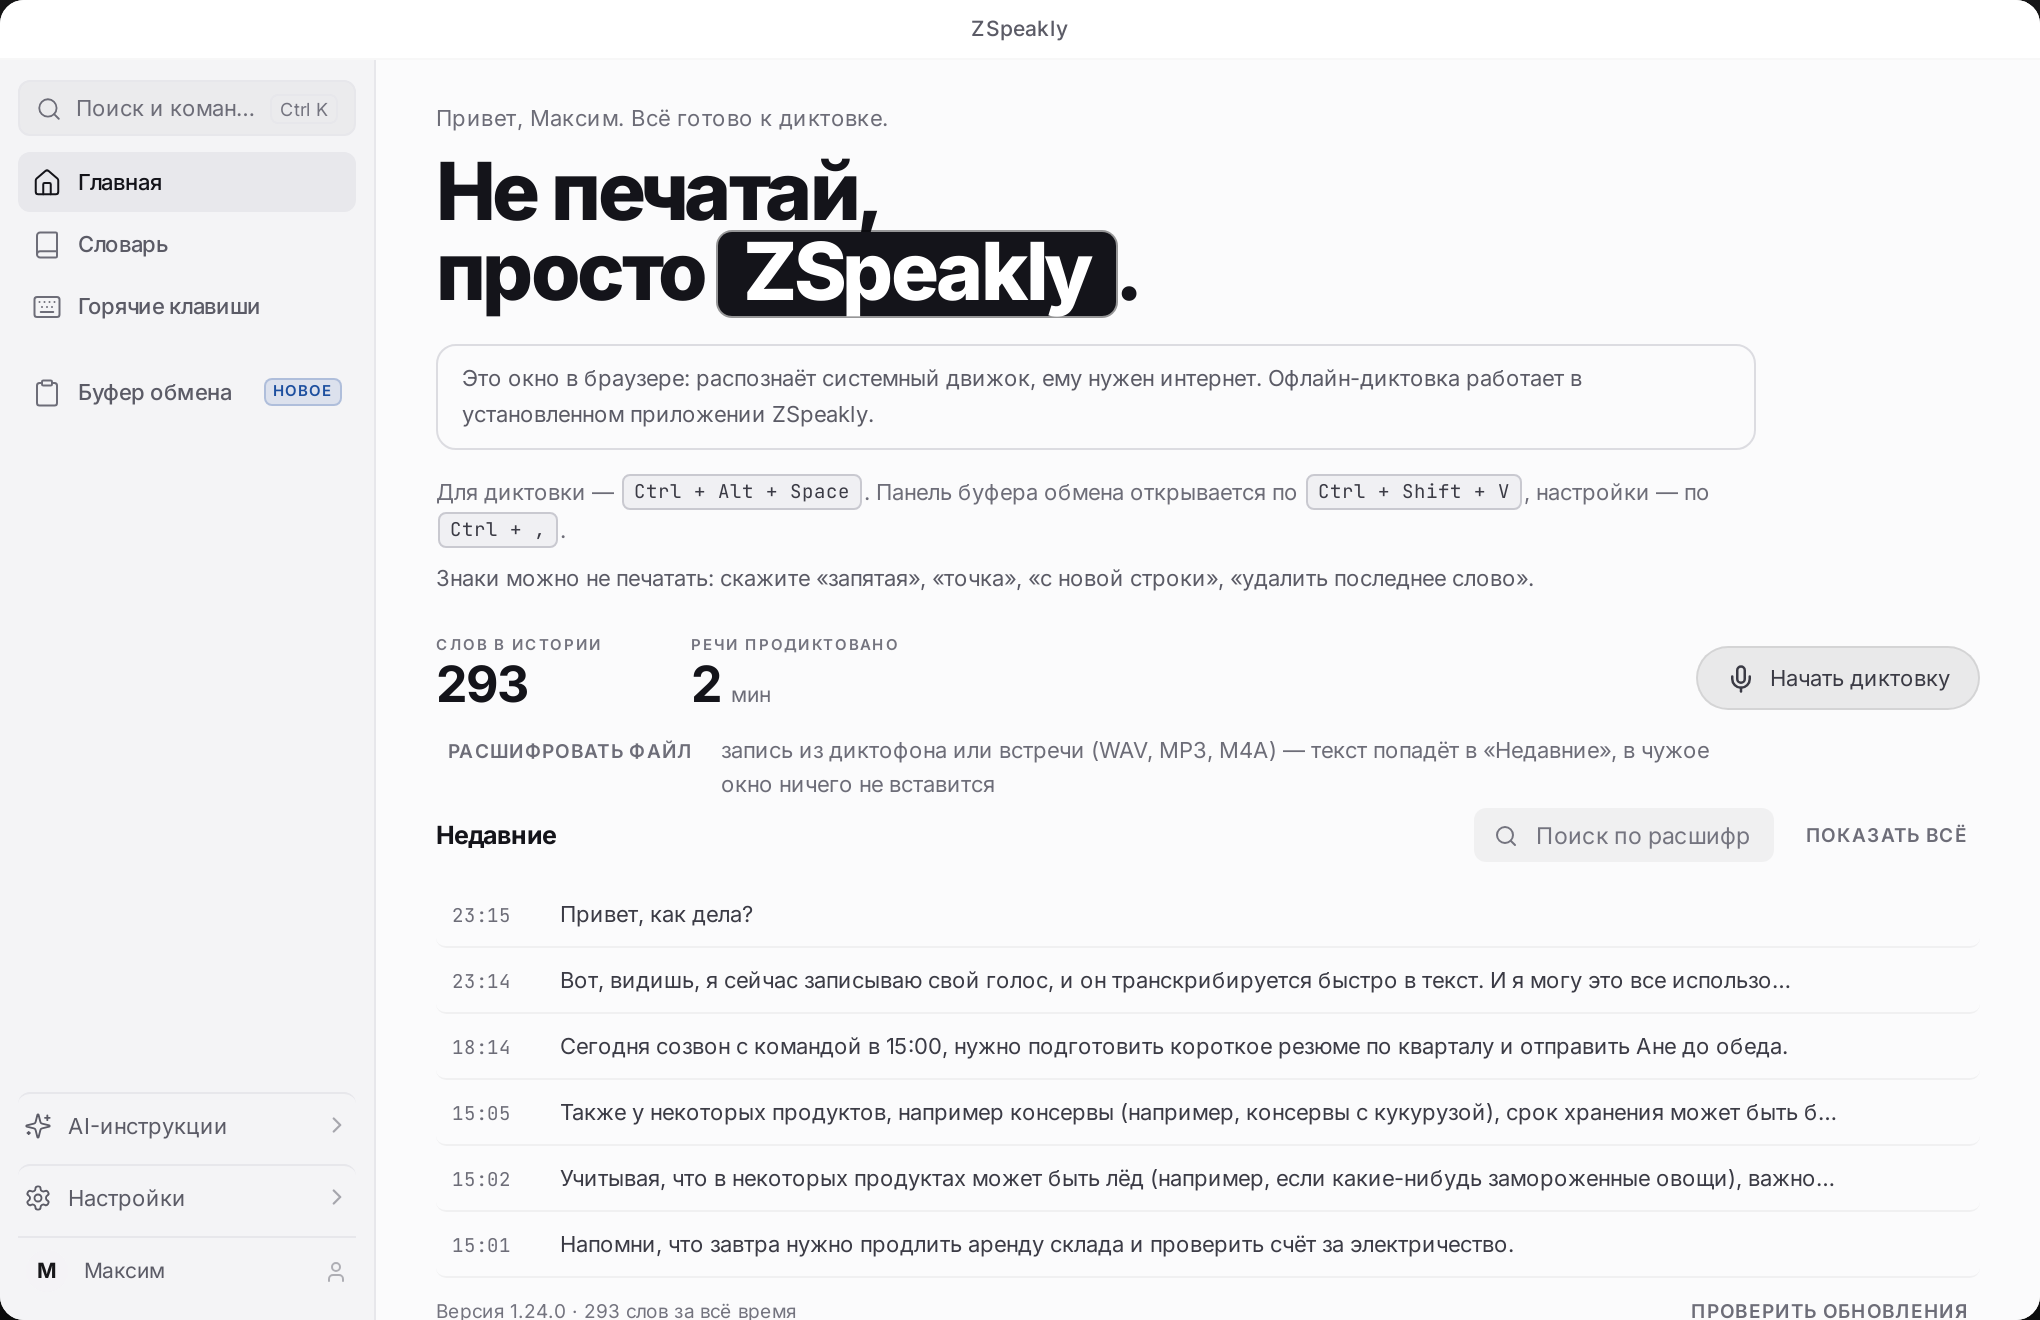 ZSpeakly
Поиск и коман... Ctrl K
Главная
Словарь
Горячие клавиши
Буфер обмена НОВОЕ
AI-инструкции
Настройки
М Максим
Привет, Максим. Всё готово к диктовке.
Не печатай,
просто ZSpeakly.
Это окно в браузере: распознаёт системный движок, ему нужен интернет. Офлайн-диктовка работает в
установленном приложении ZSpeakly.
Для диктовки — Ctrl + Alt + Space. Панель буфера обмена открывается по Ctrl + Shift + V, настройки — по
Ctrl + ,.
Знаки можно не печатать: скажите «запятая», «точка», «с новой строки», «удалить последнее слово».
СЛОВ В ИСТОРИИ
293
РЕЧИ ПРОДИКТОВАНО
2 мин
Начать диктовку
РАСШИФРОВАТЬ ФАЙЛ
запись из диктофона или встречи (WAV, MP3, M4A) — текст попадёт в «Недавние», в чужое
окно ничего не вставится
Недавние
Поиск по расшифр
ПОКАЗАТЬ ВСЁ
23:15 Привет, как дела?
23:14 Вот, видишь, я сейчас записываю свой голос, и он транскрибируется быстро в текст. И я могу это все использо...
18:14 Сегодня созвон с командой в 15:00, нужно подготовить короткое резюме по кварталу и отправить Ане до обеда.
15:05 Также у некоторых продуктов, например консервы (например, консервы с кукурузой), срок хранения может быть б...
15:02 Учитывая, что в некоторых продуктах может быть лёд (например, если какие-нибудь замороженные овощи), важно...
15:01 Напомни, что завтра нужно продлить аренду склада и проверить счёт за электричество.
Версия 1.24.0 · 293 слов за всё время
ПРОВЕРИТЬ ОБНОВЛЕНИЯ